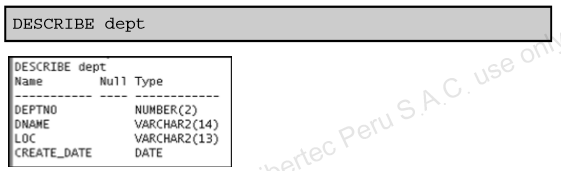 DESCRIBE dept
DESCRIBE dept
Name Null Type
----------- ---- ------------
DEPTNO NUMBER(2)
DNAME VARCHAR2(14)
LOC VARCHAR2(13)
CREATE_DATE DATE
Peru S.A.C. use only